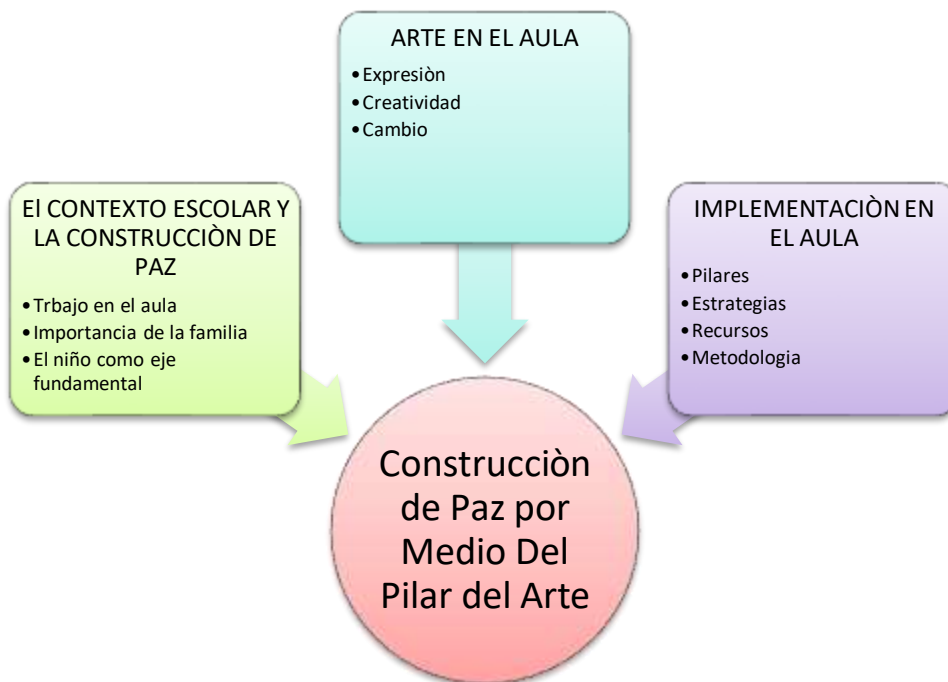 ARTE EN EL AULA
•Expresiòn
•Creatividad
•Cambio
El CONTEXTO ESCOLAR Y
LA CONSTRUCCIÒN DE
PAZ
•Trbajo en el aula
•Importancia de la familia
•El niño como eje
fundamental
IMPLEMENTACIÒN EN
EL AULA
•Pilares
•Estrategias
•Recursos
•Metodologia
Construcciòn
de Paz por
Medio Del
Pilar del Arte